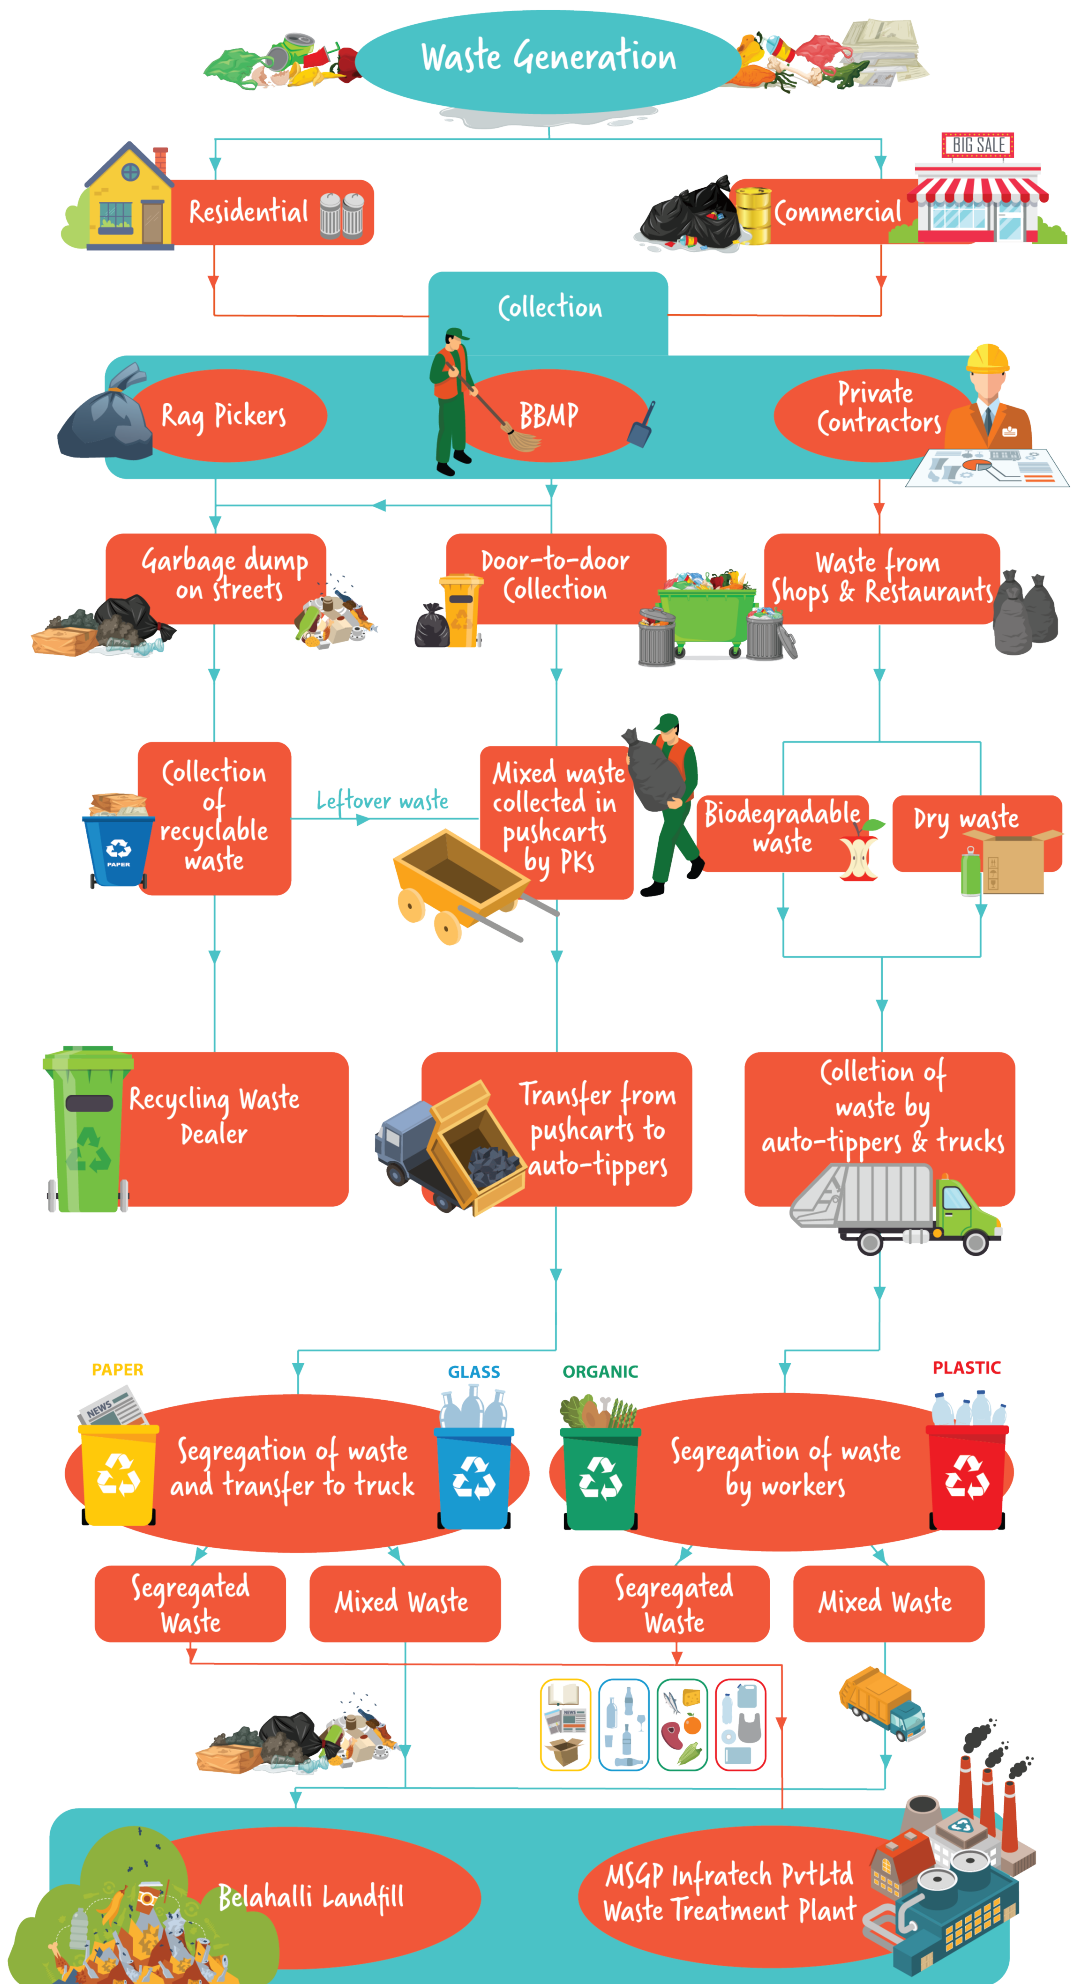 Waste Generation
BIG SALE
Residential
Commercial
Collection
Rag Pickers
BBMP
Private
Contractors
Garbage dump
on streets
Door-to-door
Collection
Waste from
Shops & Restaurants
Collection
of
recyclable
waste
PAPER
Leftover waste
Mixed waste
collected in
pushcarts
by PKs
Biodegradable
waste
Dry waste
Recycling Waste
Dealer
Transfer from
pushcarts to
auto-tippers
Colletion of
waste by
auto-tippers & trucks
PAPER
GLASS
ORGANIC
PLASTIC
NEWS
Segregation of waste
and transfer to truck
Segregation of waste
by workers
Segregated
Waste
Mixed Waste
Segregated
Waste
Mixed Waste
Belahalli Landfill
MSGP Infratech PvtLtd
Waste Treatment Plant